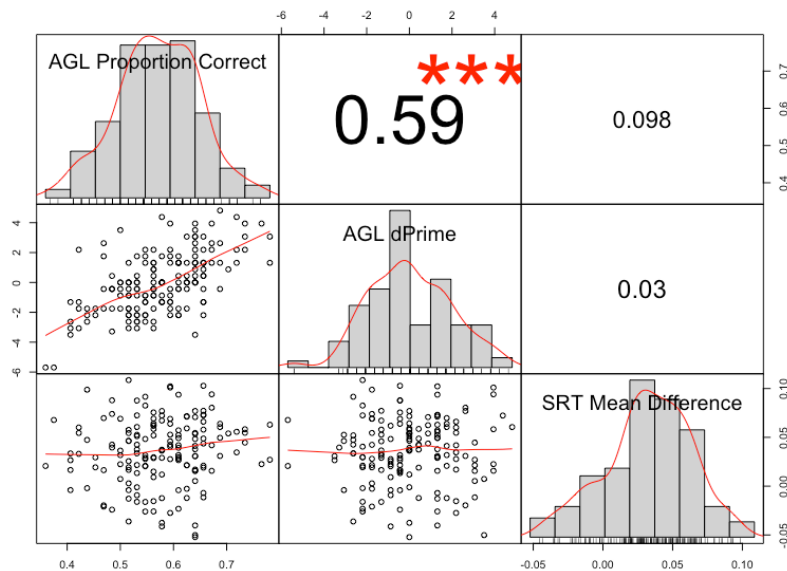 -6 -4 -2 0 2 4
AGL Proportion Correct
0.59
***
0.098
0.4 0.5 0.6 0.7
-6 -4 -2 0 2 4
AGL dPrime
0.03
SRT Mean Difference
-0.05 0.00 0.05 0.10
0.4 0.5 0.6 0.7
-0.05 0.00 0.05 0.10